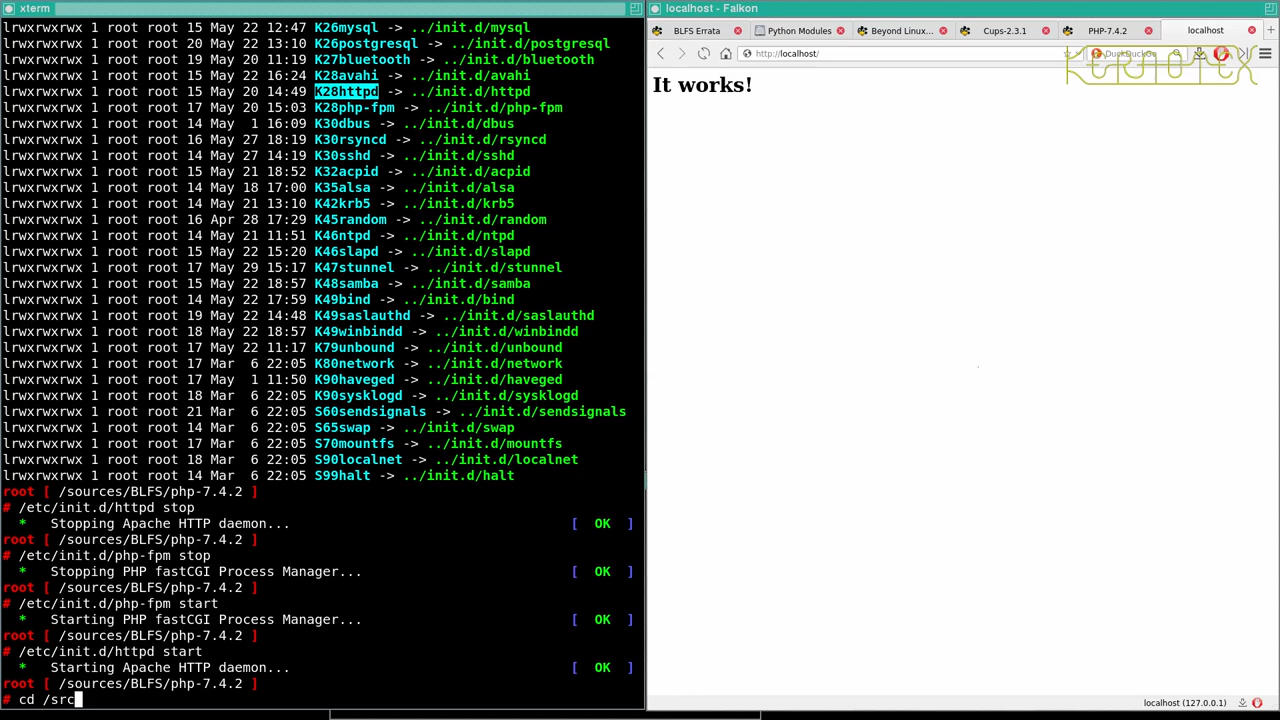 xterm
lrwxrwxrwx 1 root root 15 May 22 12:47 K26mysql -> ../init.d/mysql
lrwxrwxrwx 1 root root 20 May 22 13:10 K26postgresql -> ../init.d/postgresql
lrwxrwxrwx 1 root root 19 May 20 11:19 K27bluetooth -> ../init.d/bluetooth
lrwxrwxrwx 1 root root 15 May 22 16:24 K28avahi -> ../init.d/avahi
lrwxrwxrwx 1 root root 15 May 20 14:49 K28httpd -> ../init.d/httpd
lrwxrwxrwx 1 root root 17 May 20 15:03 K28php-fpm -> ../init.d/php-fpm
lrwxrwxrwx 1 root root 14 May  1 16:09 K30dbus -> ../init.d/dbus
lrwxrwxrwx 1 root root 16 May 27 18:19 K30rsyncd -> ../init.d/rsyncd
lrwxrwxrwx 1 root root 14 May 27 14:19 K30sshd -> ../init.d/sshd
lrwxrwxrwx 1 root root 15 May 21 18:52 K32acpid -> ../init.d/acpid
lrwxrwxrwx 1 root root 14 May 18 17:00 K35alsa -> ../init.d/alsa
lrwxrwxrwx 1 root root 14 May 21 13:10 K42krb5 -> ../init.d/krb5
lrwxrwxrwx 1 root root 16 Apr 28 17:29 K45random -> ../init.d/random
lrwxrwxrwx 1 root root 14 May 21 11:51 K46ntpd -> ../init.d/ntpd
lrwxrwxrwx 1 root root 15 May 22 15:20 K46slapd -> ../init.d/slapd
lrwxrwxrwx 1 root root 17 May 29 15:17 K47stunnel -> ../init.d/stunnel
lrwxrwxrwx 1 root root 15 May 22 18:57 K48samba -> ../init.d/samba
lrwxrwxrwx 1 root root 14 May 22 17:59 K49bind -> ../init.d/bind
lrwxrwxrwx 1 root root 19 May 22 14:48 K49saslauthd -> ../init.d/saslauthd
lrwxrwxrwx 1 root root 18 May 22 18:57 K49winbindd -> ../init.d/winbindd
lrwxrwxrwx 1 root root 17 May 22 11:17 K79unbound -> ../init.d/unbound
lrwxrwxrwx 1 root root 17 Mar  6 22:05 K80network -> ../init.d/network
lrwxrwxrwx 1 root root 17 May  1 11:50 K90haveged -> ../init.d/haveged
lrwxrwxrwx 1 root root 18 Mar  6 22:05 K90sysklogd -> ../init.d/sysklogd
lrwxrwxrwx 1 root root 21 Mar  6 22:05 S60sendsignals -> ../init.d/sendsignals
lrwxrwxrwx 1 root root 14 Mar  6 22:05 S65swap -> ../init.d/swap
lrwxrwxrwx 1 root root 17 Mar  6 22:05 S70mountfs -> ../init.d/mountfs
lrwxrwxrwx 1 root root 18 Mar  6 22:05 S90localnet -> ../init.d/localnet
lrwxrwxrwx 1 root root 14 Mar  6 22:05 S99halt -> ../init.d/halt
root [ /sources/BLFS/php-7.4.2 ]
# /etc/init.d/httpd stop
* Stopping Apache HTTP daemon... [ OK ]
root [ /sources/BLFS/php-7.4.2 ]
# /etc/init.d/php-fpm stop
* Stopping PHP fastCGI Process Manager... [ OK ]
root [ /sources/BLFS/php-7.4.2 ]
# /etc/init.d/php-fpm start
* Starting PHP fastCGI Process Manager... [ OK ]
root [ /sources/BLFS/php-7.4.2 ]
# /etc/init.d/httpd start
* Starting Apache HTTP daemon... [ OK ]
root [ /sources/BLFS/php-7.4.2 ]
# cd /src
localhost - Falkon
BLFS Errata Python Modules Beyond Linux... Cups-2.3.1 PHP-7.4.2 localhost
http://localhost/ DuckDuckGo
It works!
localhost (127.0.0.1)